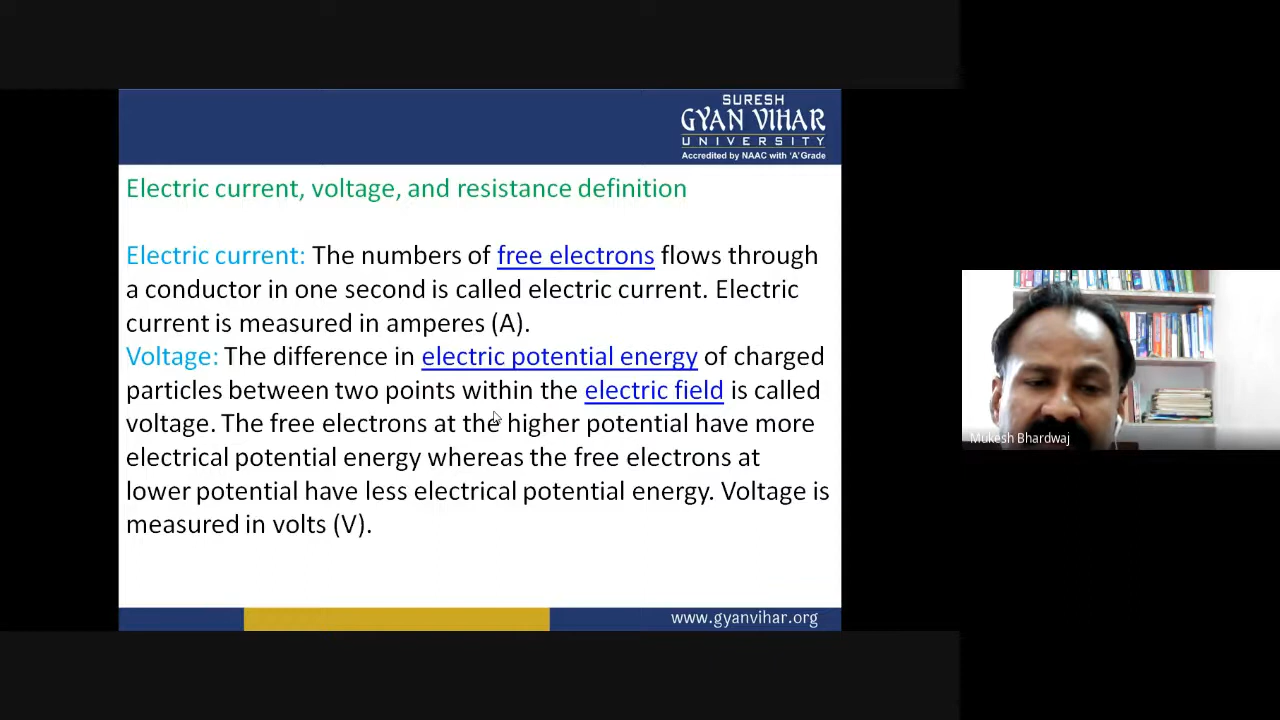 SURESH
GYAN VIHAR
UNIVERSITY
Accredited by NAAC with 'A' Grade
Electric current, voltage, and resistance definition
Electric current: The numbers of free electrons flows through
a conductor in one second is called electric current. Electric
current is measured in amperes (A).
Voltage: The difference in electric potential energy of charged
particles between two points within the electric field is called
voltage. The free electrons at the higher potential have more
electrical potential energy whereas the free electrons at
lower potential have less electrical potential energy. Voltage is
measured in volts (V).
www.gyanvihar.org
Mukesh Bhardwaj